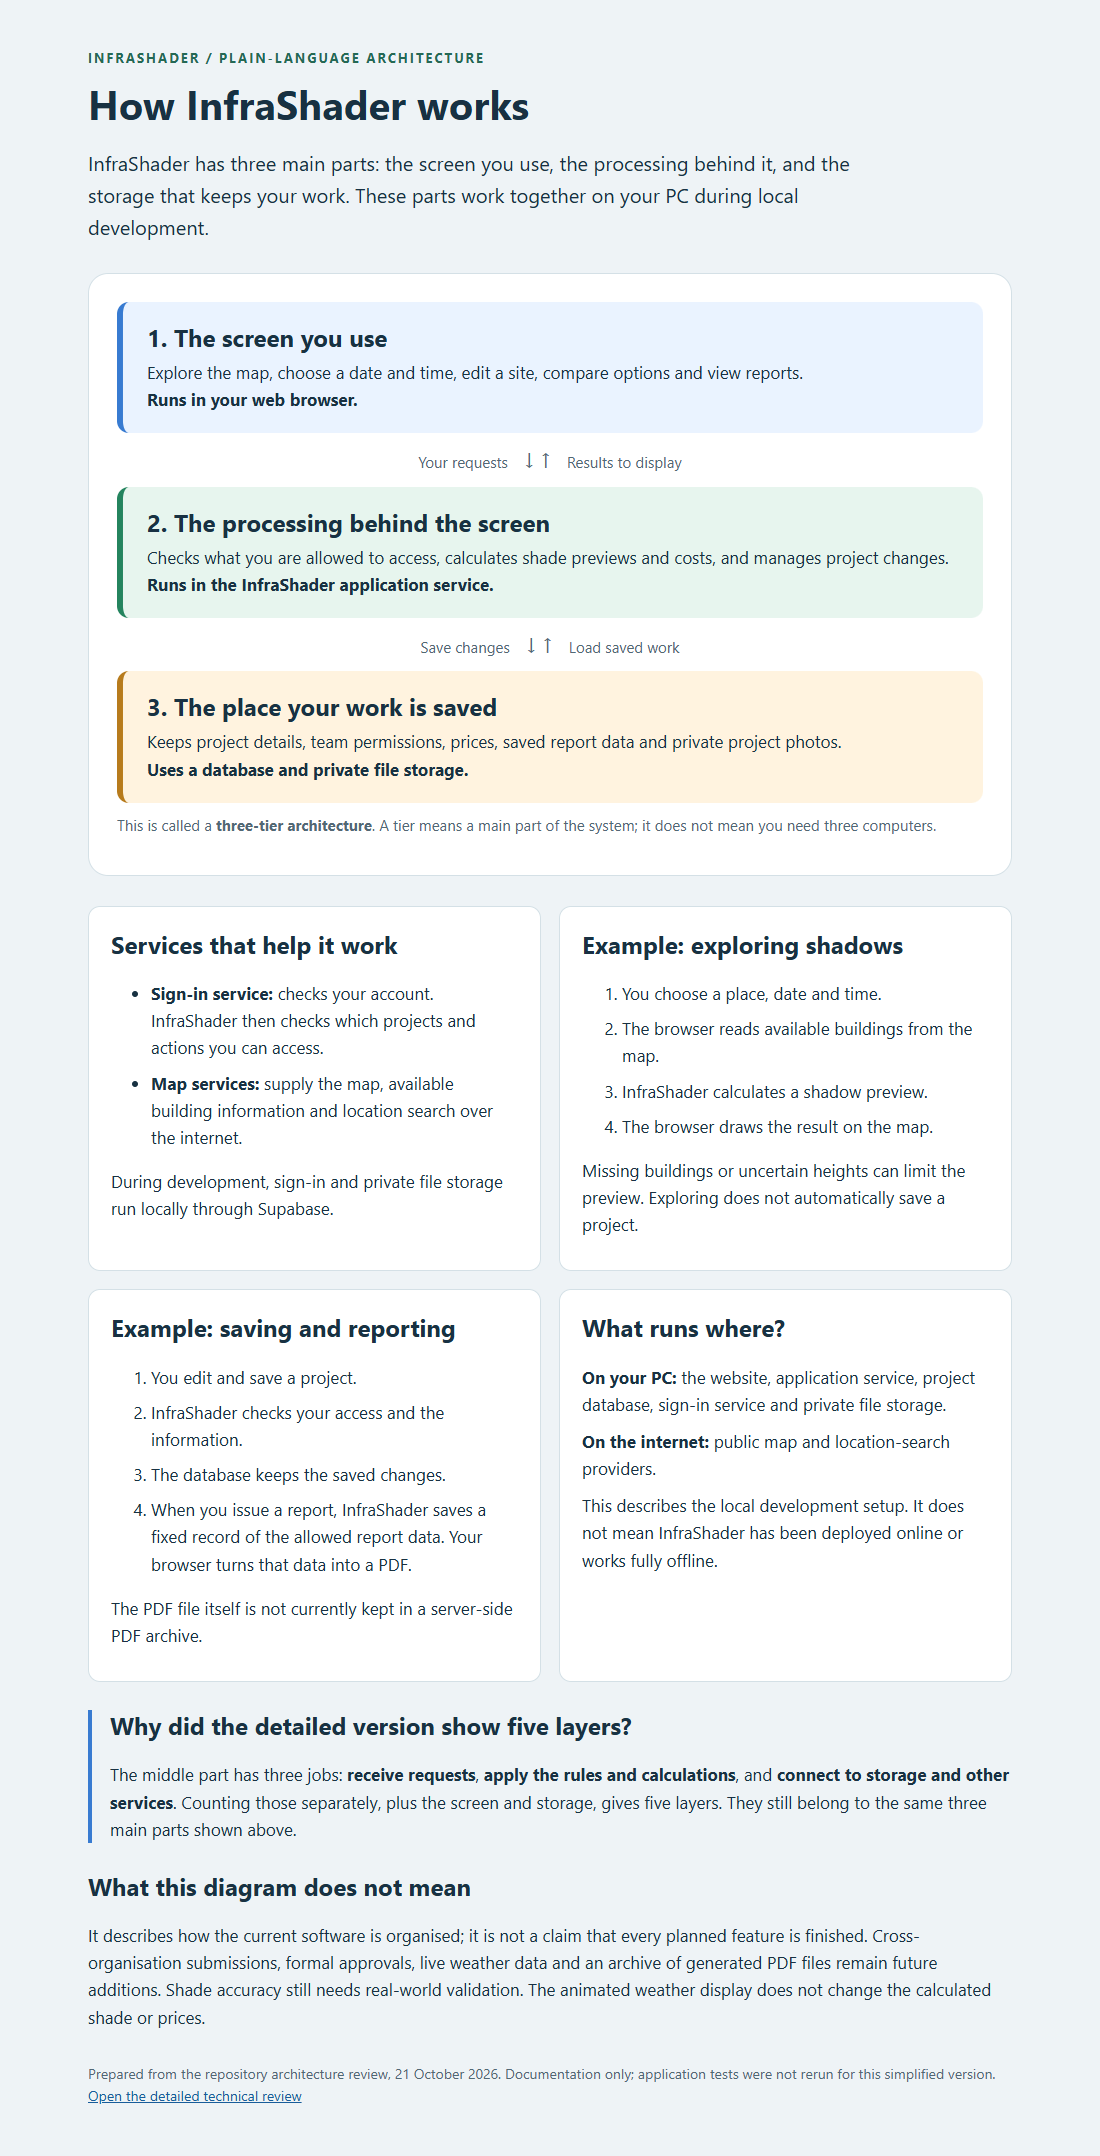 INFRASHADER / PLAIN-LANGUAGE ARCHITECTURE
How InfraShader works
InfraShader has three main parts: the screen you use, the processing behind it, and the
storage that keeps your work. These parts work together on your PC during local
development.
1. The screen you use
Explore the map, choose a date and time, edit a site, compare options and view reports.
Runs in your web browser.
Your requests ↓↑ Results to display
2. The processing behind the screen
Checks what you are allowed to access, calculates shade previews and costs, and manages project changes.
Runs in the InfraShader application service.
Save changes ↓↑ Load saved work
3. The place your work is saved
Keeps project details, team permissions, prices, saved report data and private project photos.
Uses a database and private file storage.
This is called a three-tier architecture. A tier means a main part of the system; it does not mean you need three computers.
Services that help it work
• Sign-in service: checks your account.
InfraShader then checks which projects and
actions you can access.
• Map services: supply the map, available
building information and location search over
the internet.
During development, sign-in and private file storage
run locally through Supabase.
Example: exploring shadows
1. You choose a place, date and time.
2. The browser reads available buildings from the
map.
3. InfraShader calculates a shadow preview.
4. The browser draws the result on the map.
Missing buildings or uncertain heights can limit the
preview. Exploring does not automatically save a
project.
Example: saving and reporting
1. You edit and save a project.
2. InfraShader checks your access and the
information.
3. The database keeps the saved changes.
4. When you issue a report, InfraShader saves a
fixed record of the allowed report data. Your
browser turns that data into a PDF.
The PDF file itself is not currently kept in a server-side
PDF archive.
What runs where?
On your PC: the website, application service, project
database, sign-in service and private file storage.
On the internet: public map and location-search
providers.
This describes the local development setup. It does
not mean InfraShader has been deployed online or
works fully offline.
Why did the detailed version show five layers?
The middle part has three jobs: receive requests, apply the rules and calculations, and connect to storage and other
services. Counting those separately, plus the screen and storage, gives five layers. They still belong to the same three
main parts shown above.
What this diagram does not mean
It describes how the current software is organised; it is not a claim that every planned feature is finished. Cross-
organisation submissions, formal approvals, live weather data and an archive of generated PDF files remain future
additions. Shade accuracy still needs real-world validation. The animated weather display does not change the calculated
shade or prices.
Prepared from the repository architecture review, 21 October 2026. Documentation only; application tests were not rerun for this simplified version.
Open the detailed technical review